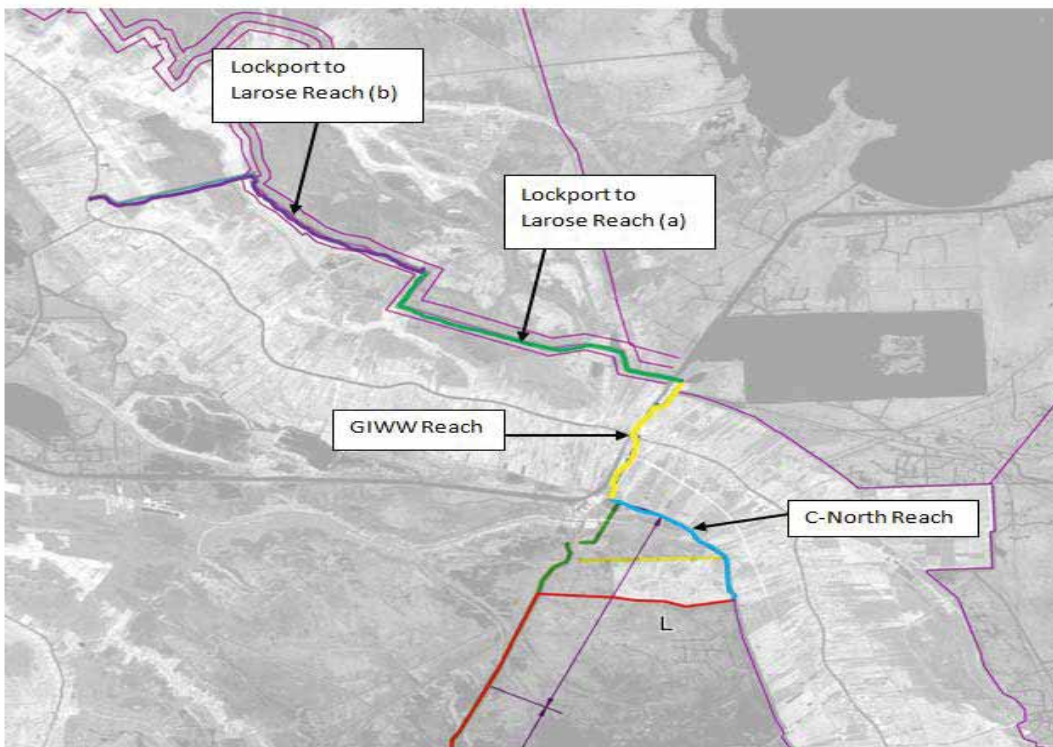 Lockport to
Larose Reach (b)
Lockport to
Larose Reach (a)
GIWW Reach
C-North Reach
L